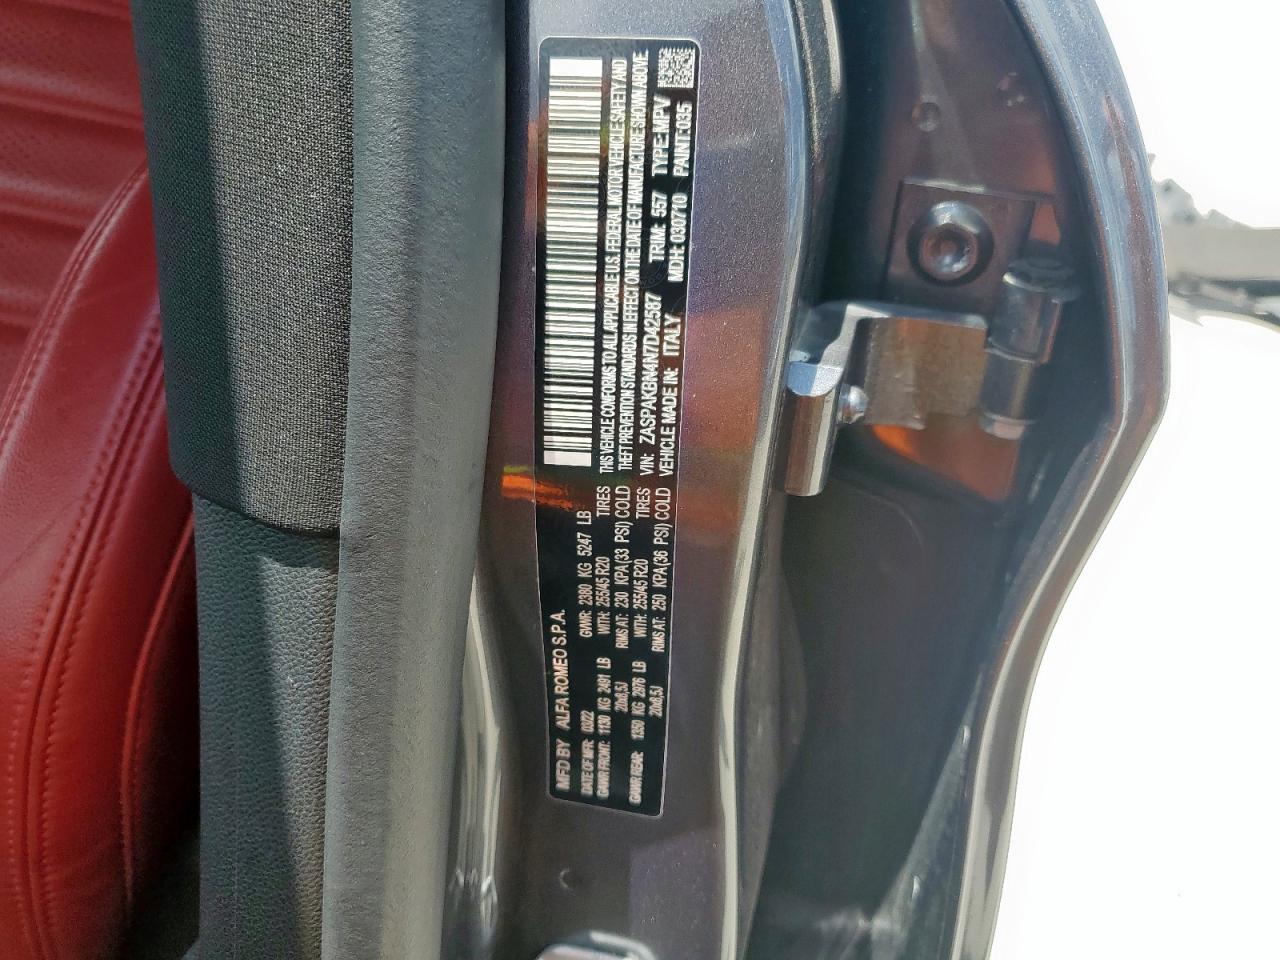 MFD BY ALFA ROMEO S.P.A.
DATE OF MFR: 03/22 GWVR: 2380 KG 5247 LB
GAWR FRONT: 1130 KG 2491 LB WITH: 255/45 R20 TIRES
20x8,5J RIMS AT: 230 KPA (33 PSI) COLD
GAWR REAR: 1350 KG 2976 LB WITH: 255/45 R20 TIRES
20x8,5J RIMS AT: 250 KPA (36 PSI) COLD
THIS VEHICLE CONFORMS TO ALL APPLICABLE U.S. FEDERAL MOTOR VEHICLE SAFETY AND
THEFT PREVENTION STANDARDS IN EFFECT ON THE DATE OF MANUFACTURE SHOWN ABOVE
VIN: ZASPAKBN4N7D42587 TRIM: 557 TYPE: MPV
VEHICLE MADE IN: ITALY MDH: 030710 PAINT: 035